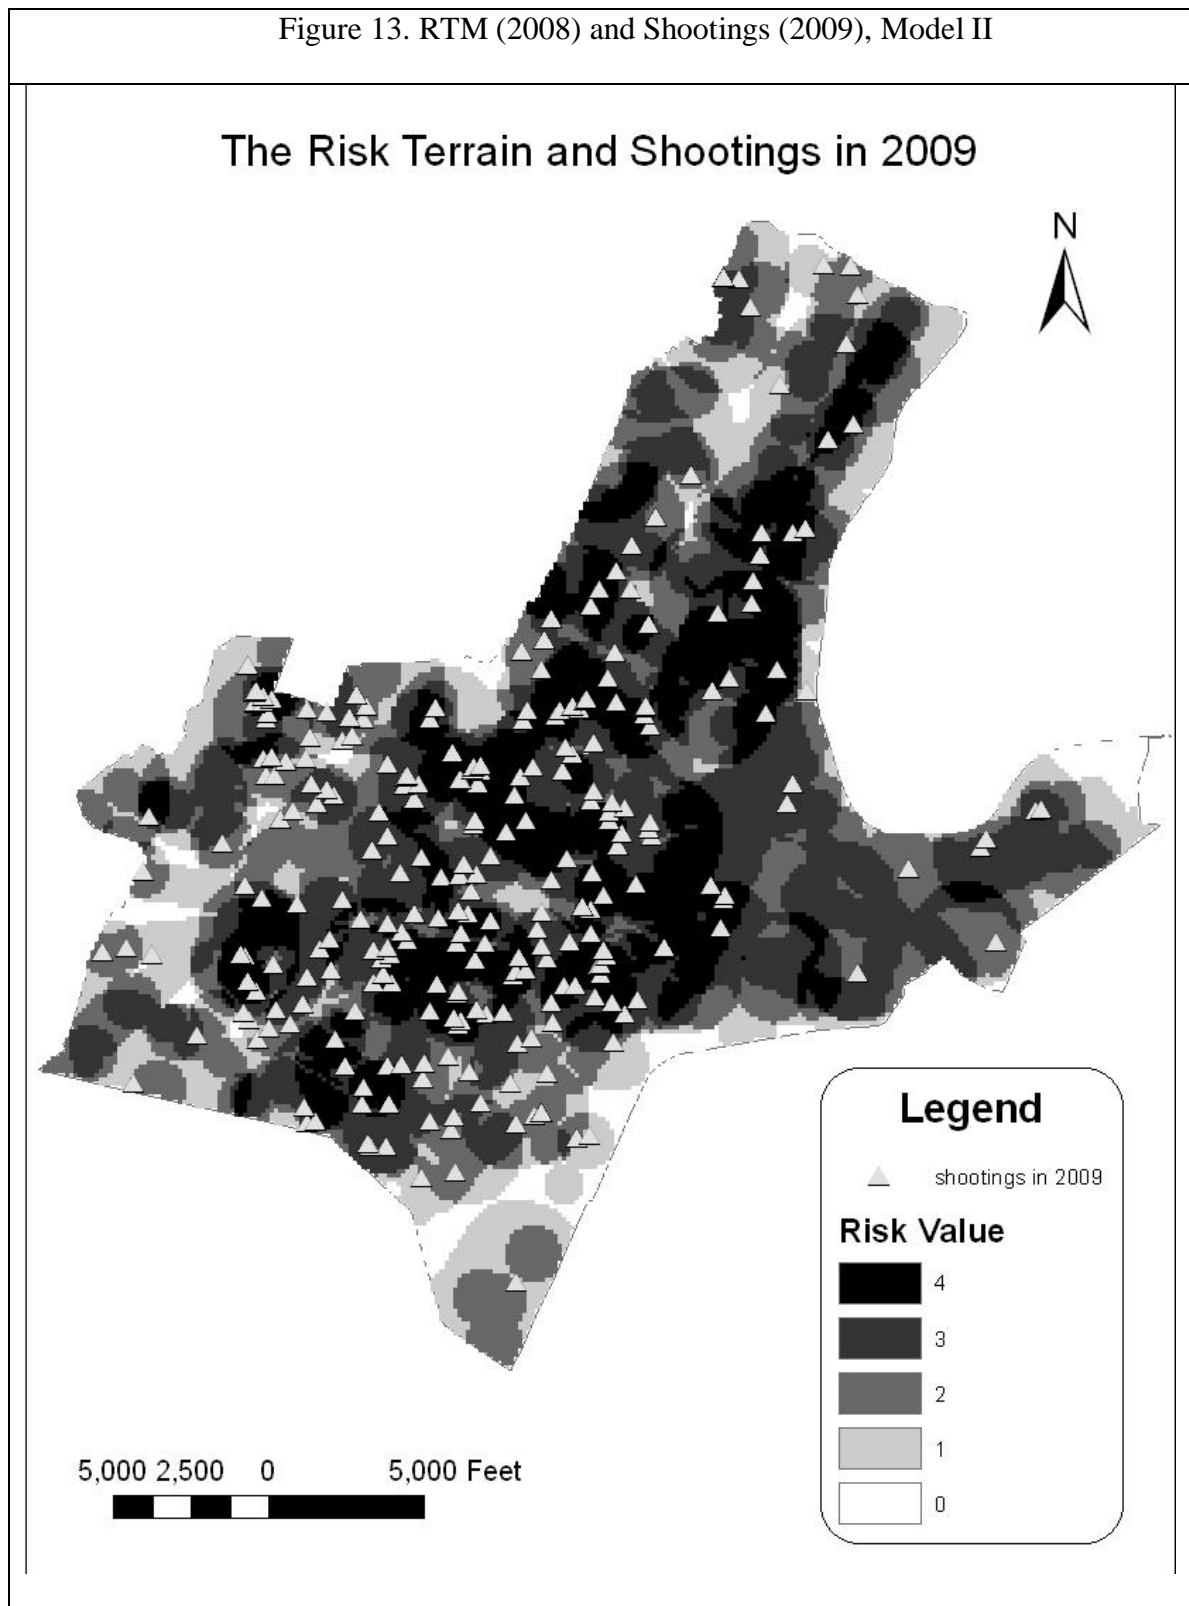 Figure 13. RTM (2008) and Shootings (2009), Model II
The Risk Terrain and Shootings in 2009
N
Legend
shootings in 2009
Risk Value
4
3
2
1
0
5,000 2,500 0 5,000 Feet